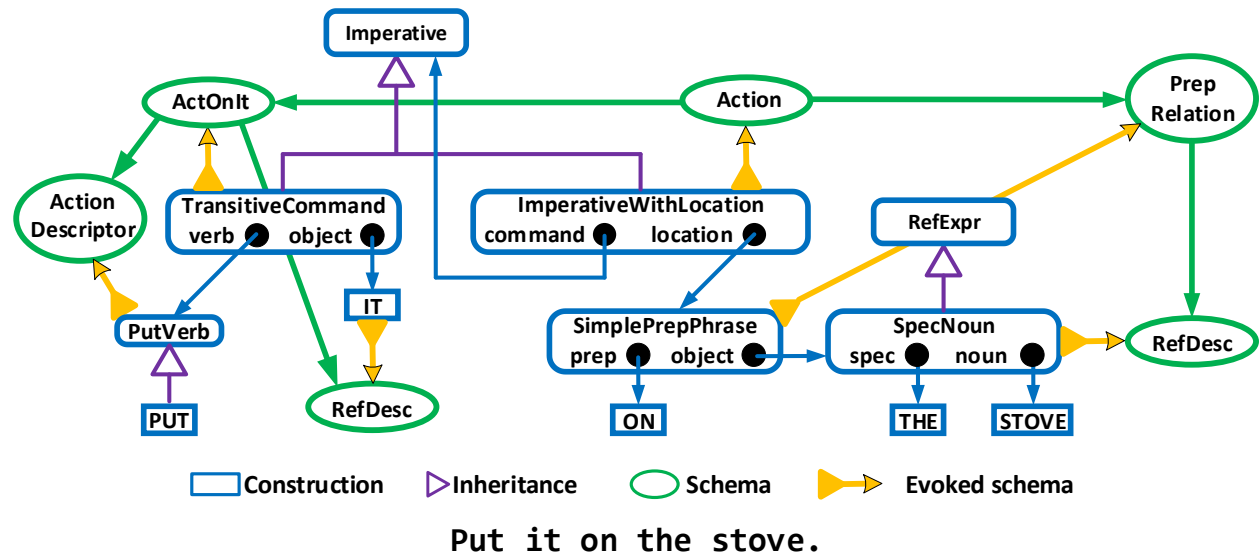 Imperative
ActOnIt
Action
Prep
Relation
Action
Descriptor
TransitiveCommand
verb object
ImperativeWithLocation
command location
RefExpr
IT
PutVerb
SimplePrepPhrase
prep object
SpecNoun
spec noun
RefDesc
RefDesc
PUT
ON
THE
STOVE
Construction
Inheritance
Schema
Evoked schema
Put it on the stove.